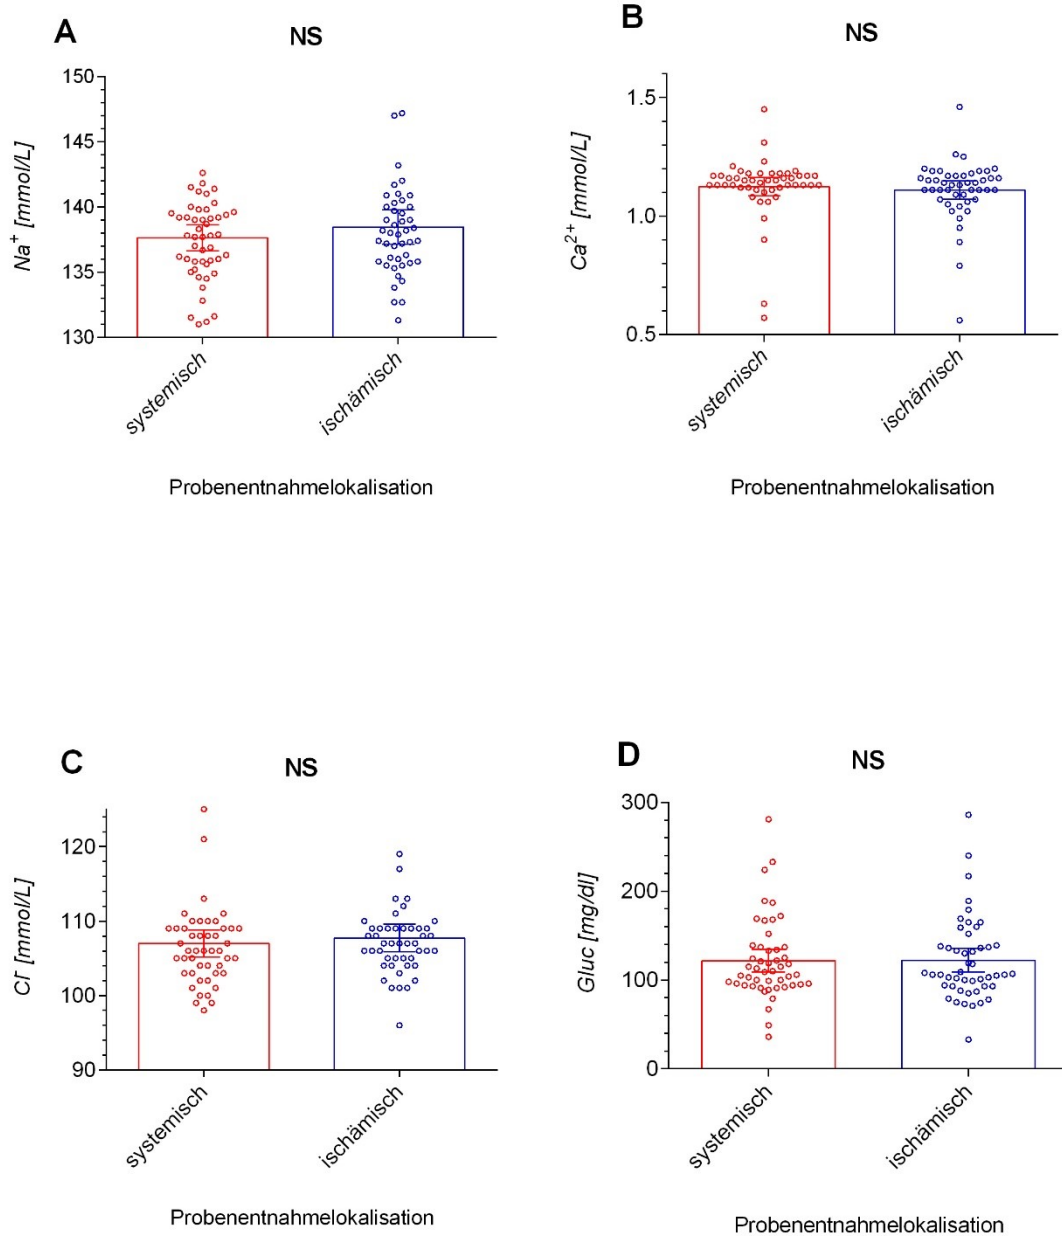 A
NS
Na+ [mmol/L]
150
145
140
135
130
systemisch
ischämisch
Probenentnahmelokalisation
B
NS
Ca2+ [mmol/L]
1.5
1.0
0.5
systemisch
ischämisch
Probenentnahmelokalisation
C
NS
Cl- [mmol/L]
120
110
100
90
systemisch
ischämisch
Probenentnahmelokalisation
D
NS
Gluc [mg/dl]
300
200
100
0
systemisch
ischämisch
Probenentnahmelokalisation